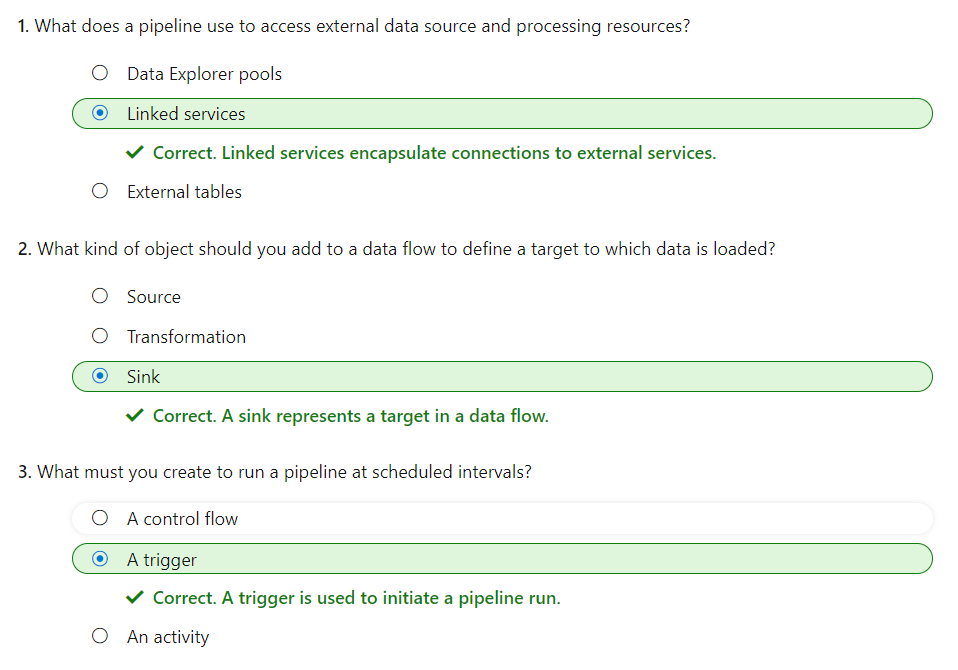 1. What does a pipeline use to access external data source and processing resources?
Data Explorer pools
Linked services
Correct. Linked services encapsulate connections to external services.
External tables
2. What kind of object should you add to a data flow to define a target to which data is loaded?
Source
Transformation
Sink
Correct. A sink represents a target in a data flow.
3. What must you create to run a pipeline at scheduled intervals?
A control flow
A trigger
Correct. A trigger is used to initiate a pipeline run.
An activity